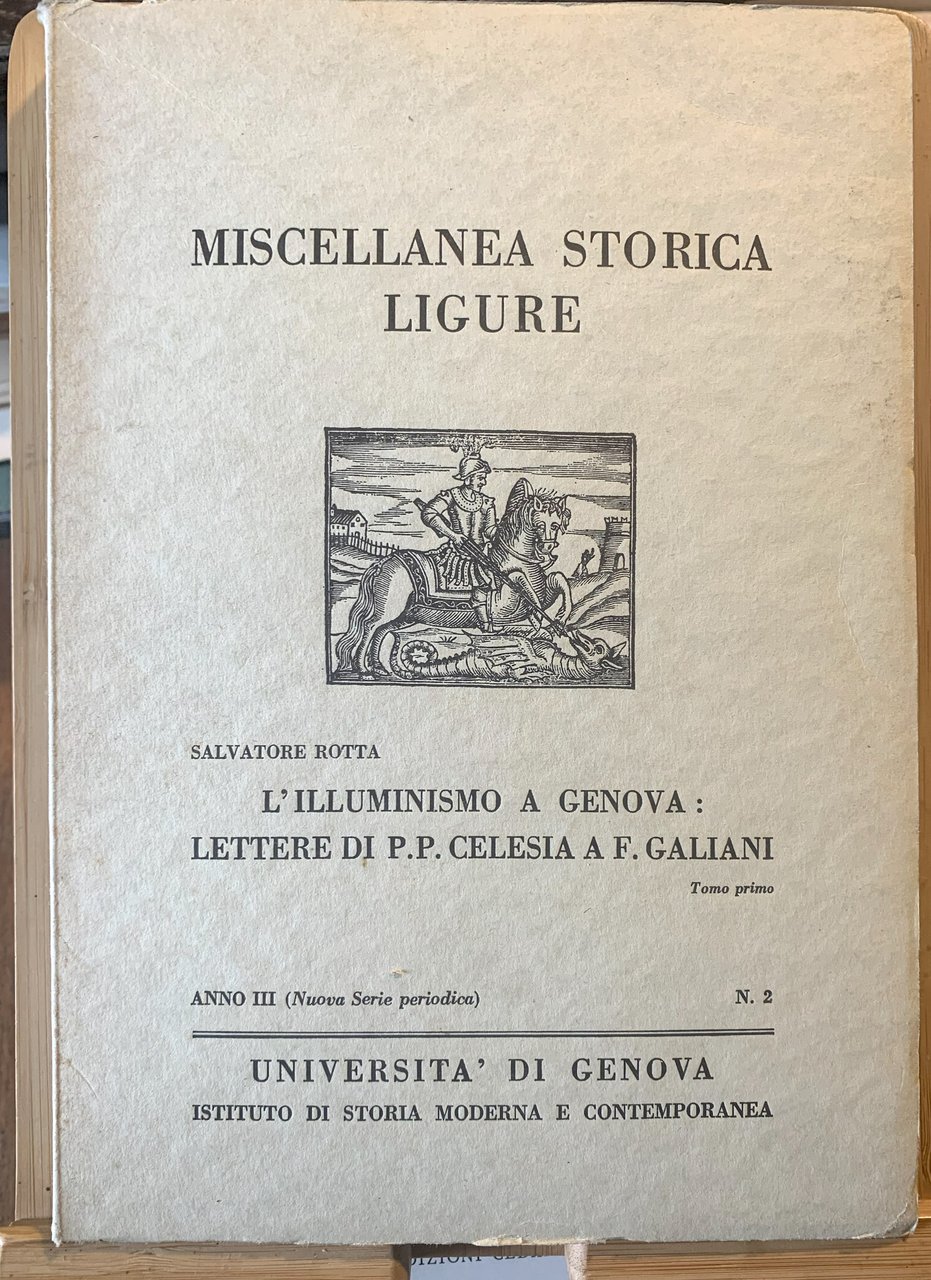 MISCELLANEA STORICA
LIGURE
SALVATORE ROTTA
L'ILLUMINISMO A GENOVA :
LETTERE DI P.P. CELESIA A F. GALIANI
Tomo primo
ANNO III (Nuova Serie periodica) N. 2
UNIVERSITA' DI GENOVA
ISTITUTO DI STORIA MODERNA E CONTEMPORANEA